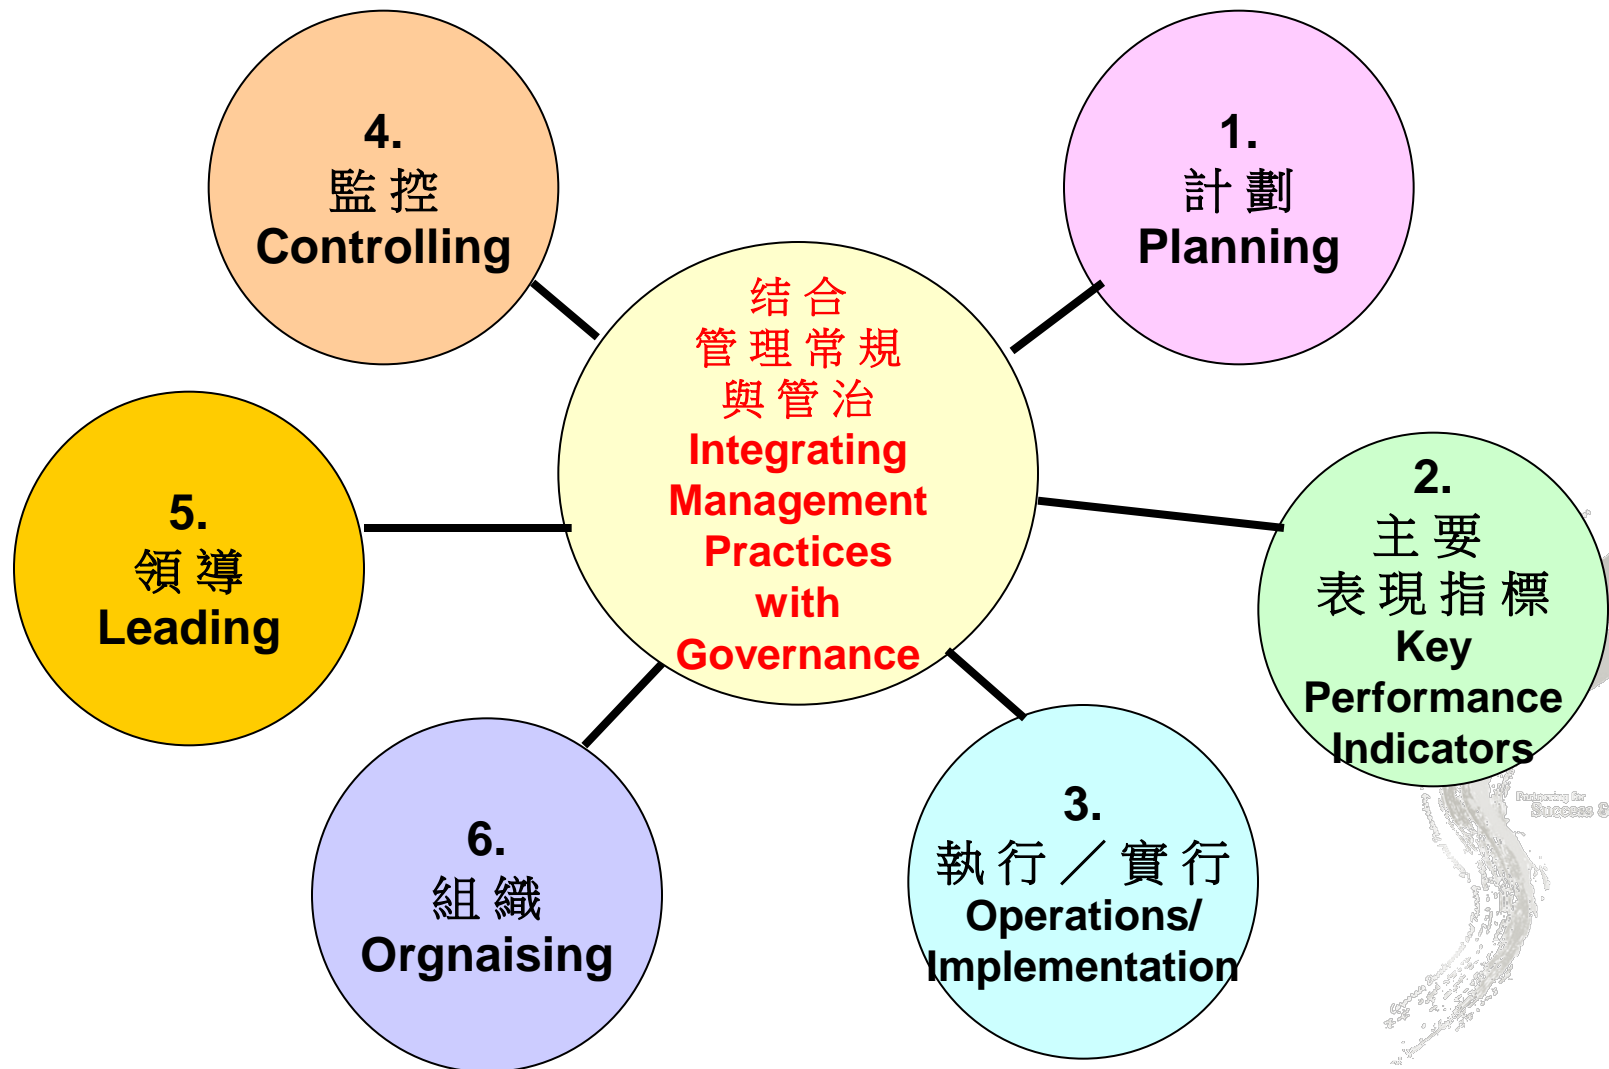 4.
監控
Controlling
1.
計劃
Planning
结合
管理常規
與管治
Integrating
Management
Practices
with
Governance
2.
主要
表現指標
Key
Performance
Indicators
5.
領導
Leading
3.
執行／實行
Operations/
Implementation
6.
組織
Orgnaising
Success &